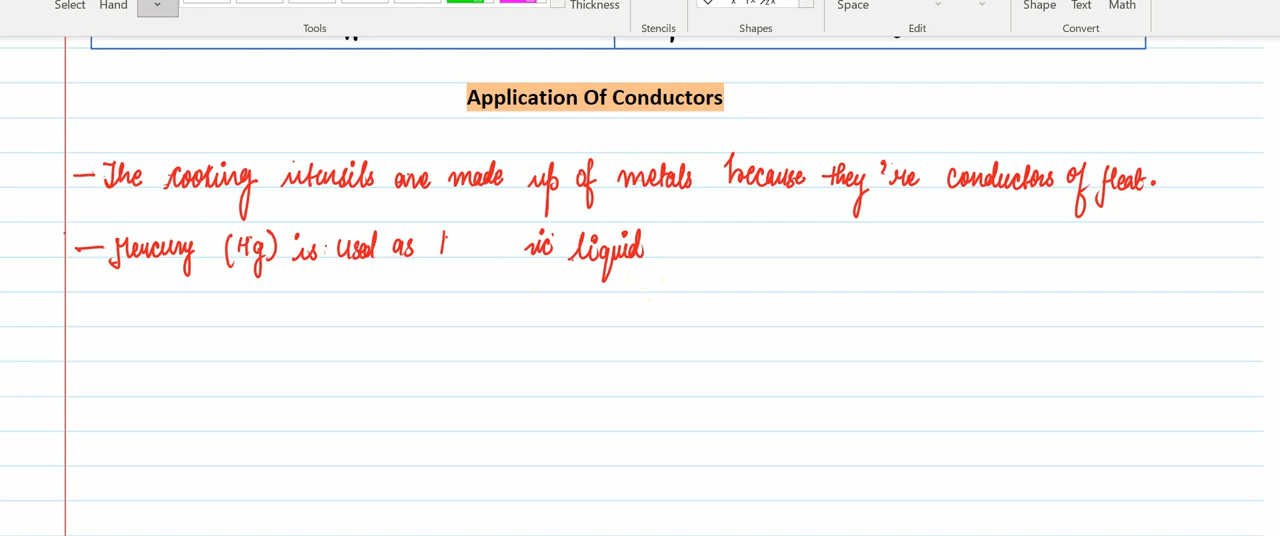 Select Hand Thickness Space Shape Text Math
Tools Stencils Shapes Edit Convert
Application Of Conductors
– The cooking utensils are made up of metals because they're conductors of heat.
– Mercury (Hg) is used as liquid